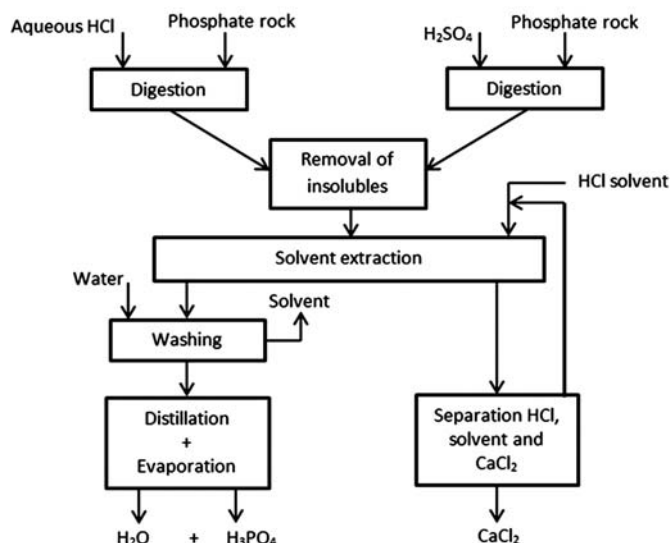 Aqueous HCl
Phosphate rock
H₂SO₄
Phosphate rock
Digestion
Digestion
Removal of
insolubles
HCl solvent
Solvent extraction
Water
Solvent
Washing
Distillation
+
Evaporation
Separation HCl,
solvent and
CaCl₂
H₂O + H₃PO₄
CaCl₂